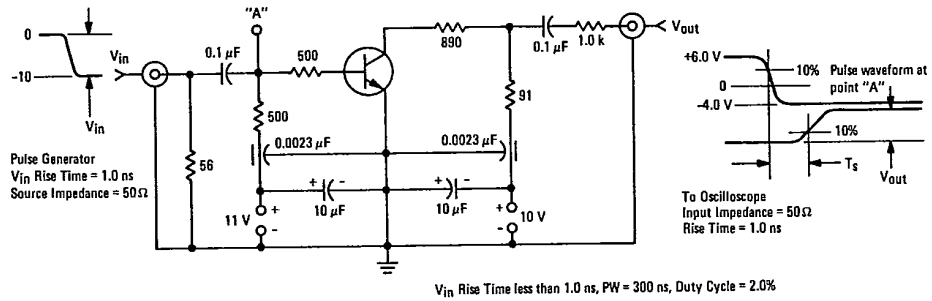 "A"
0
-10
Vin
Vin
0.1 µF
500
500
56
0.0023 µF
0.0023 µF
+ -
10 µF
+ -
10 µF
11 V
+
-
10 V
+
-
890
91
0.1 µF
1.0 k
Vout
Pulse Generator
Vin Rise Time = 1.0 ns
Source Impedance = 50Ω
+6.0 V
0
-4.0 V
10%
Pulse waveform at
point "A"
10%
Ts
Vout
To Oscilloscope
Input Impedance = 50Ω
Rise Time = 1.0 ns
Vin Rise Time less than 1.0 ns, PW = 300 ns, Duty Cycle = 2.0%